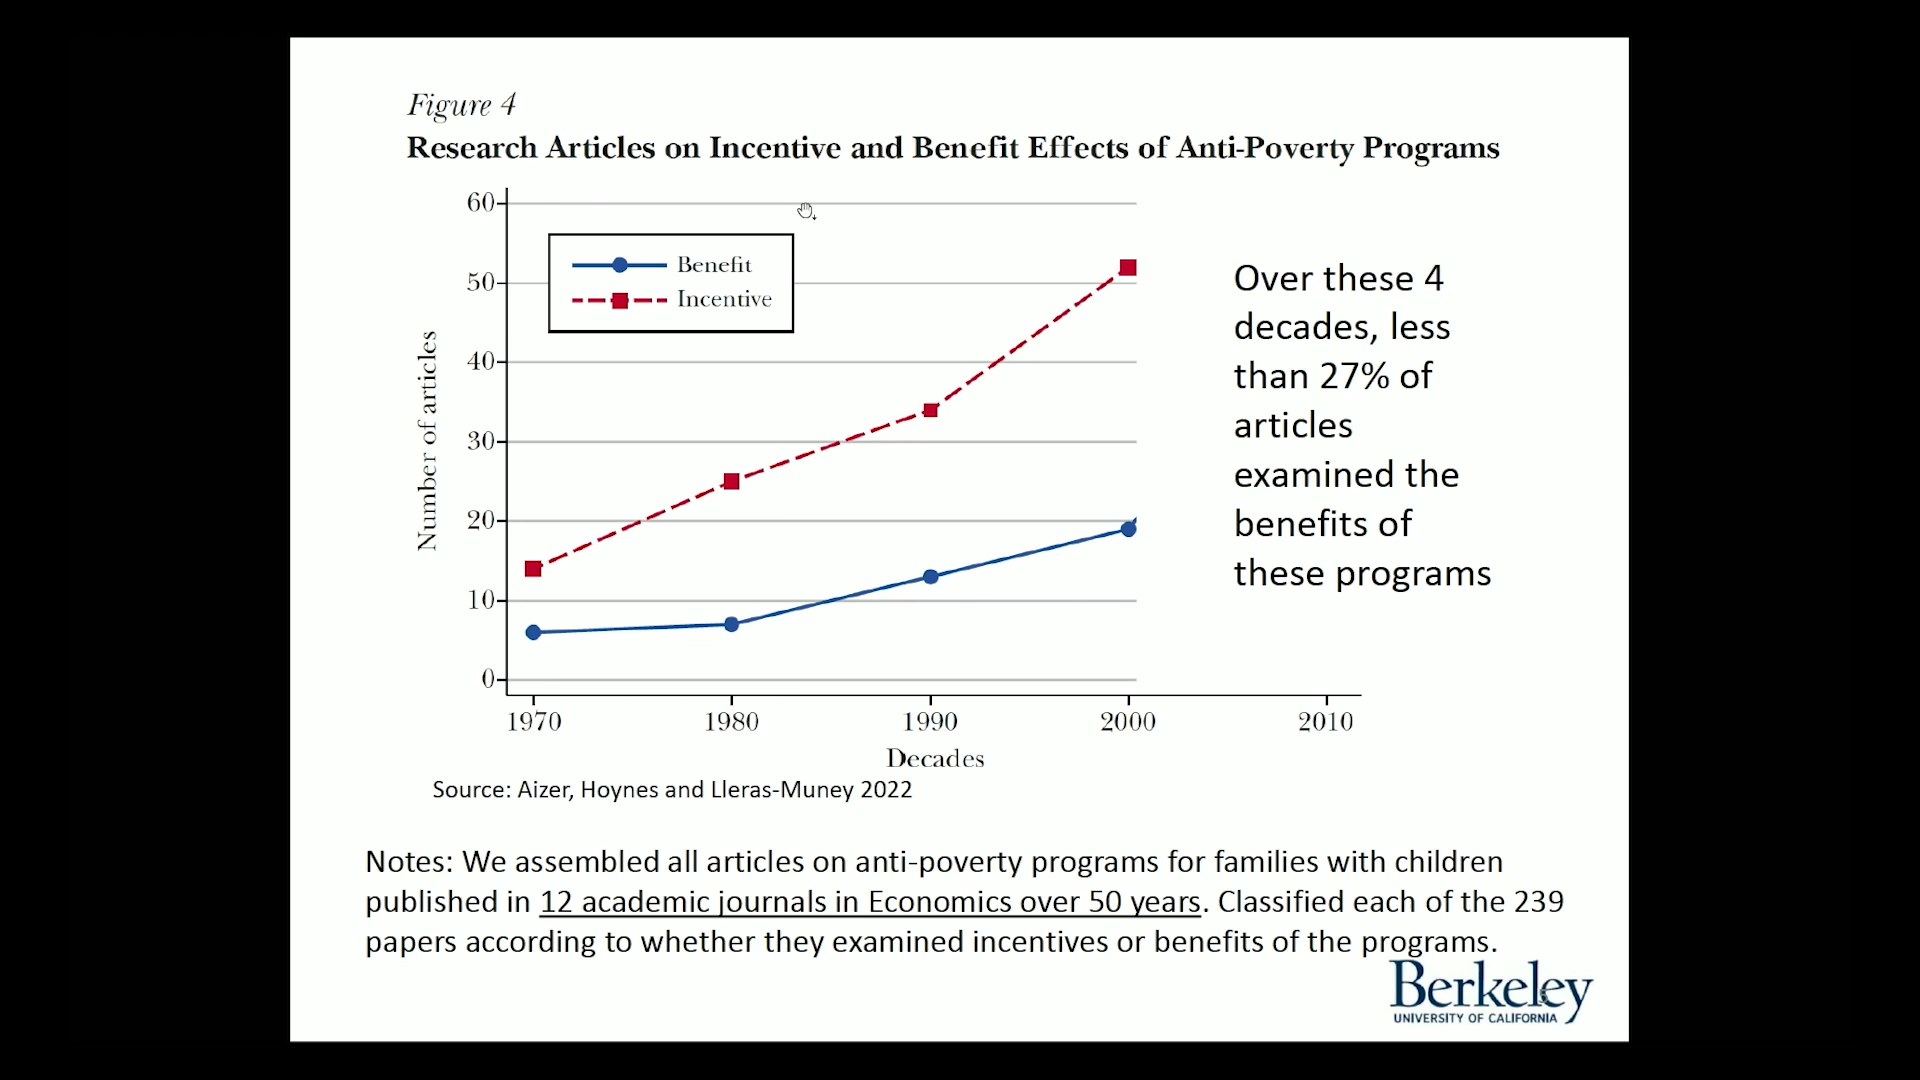 Figure 4
Research Articles on Incentive and Benefit Effects of Anti-Poverty Programs
60
50
40
30
20
10
0
Number of articles
Benefit
Incentive
1970 1980 1990 2000 2010
Decades
Over these 4
decades, less
than 27% of
articles
examined the
benefits of
these programs
Source: Aizer, Hoynes and Lleras-Muney 2022
Notes: We assembled all articles on anti-poverty programs for families with children
published in 12 academic journals in Economics over 50 years. Classified each of the 239
papers according to whether they examined incentives or benefits of the programs.
Berkeley
UNIVERSITY OF CALIFORNIA